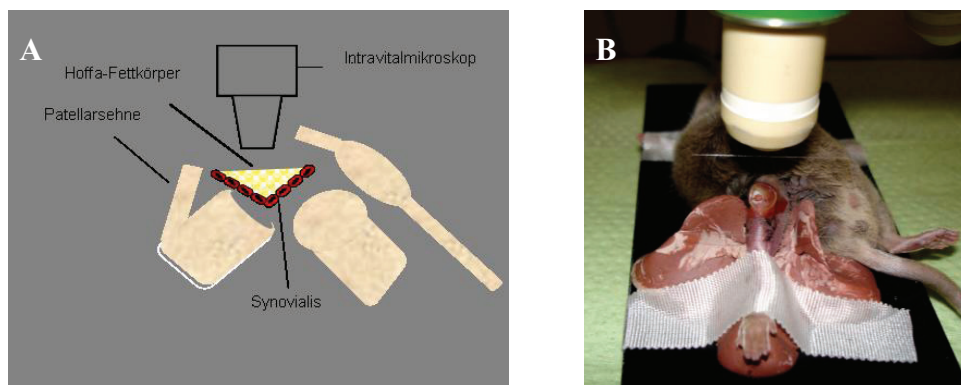 A
Intravitalmikroskop
Hoffa-Fettkörper
Patellarsehne
Synovialis
B